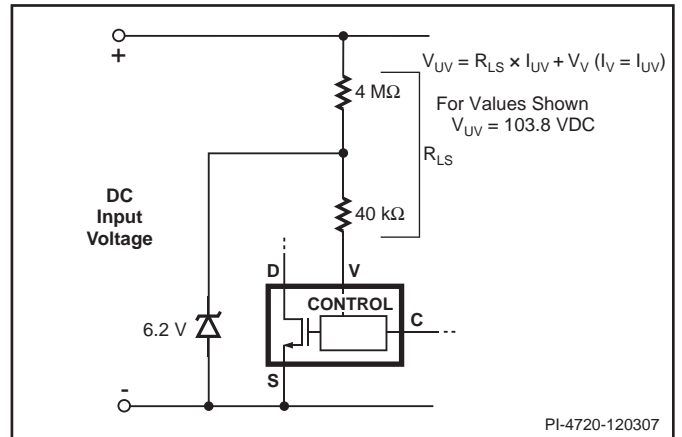 +
V_UV = R_LS × I_UV + V_V (I_V = I_UV)
4 MΩ
For Values Shown
V_UV = 103.8 VDC
R_LS
DC
Input
Voltage
40 kΩ
D
V
CONTROL
C
6.2 V
S
-
PI-4720-120307